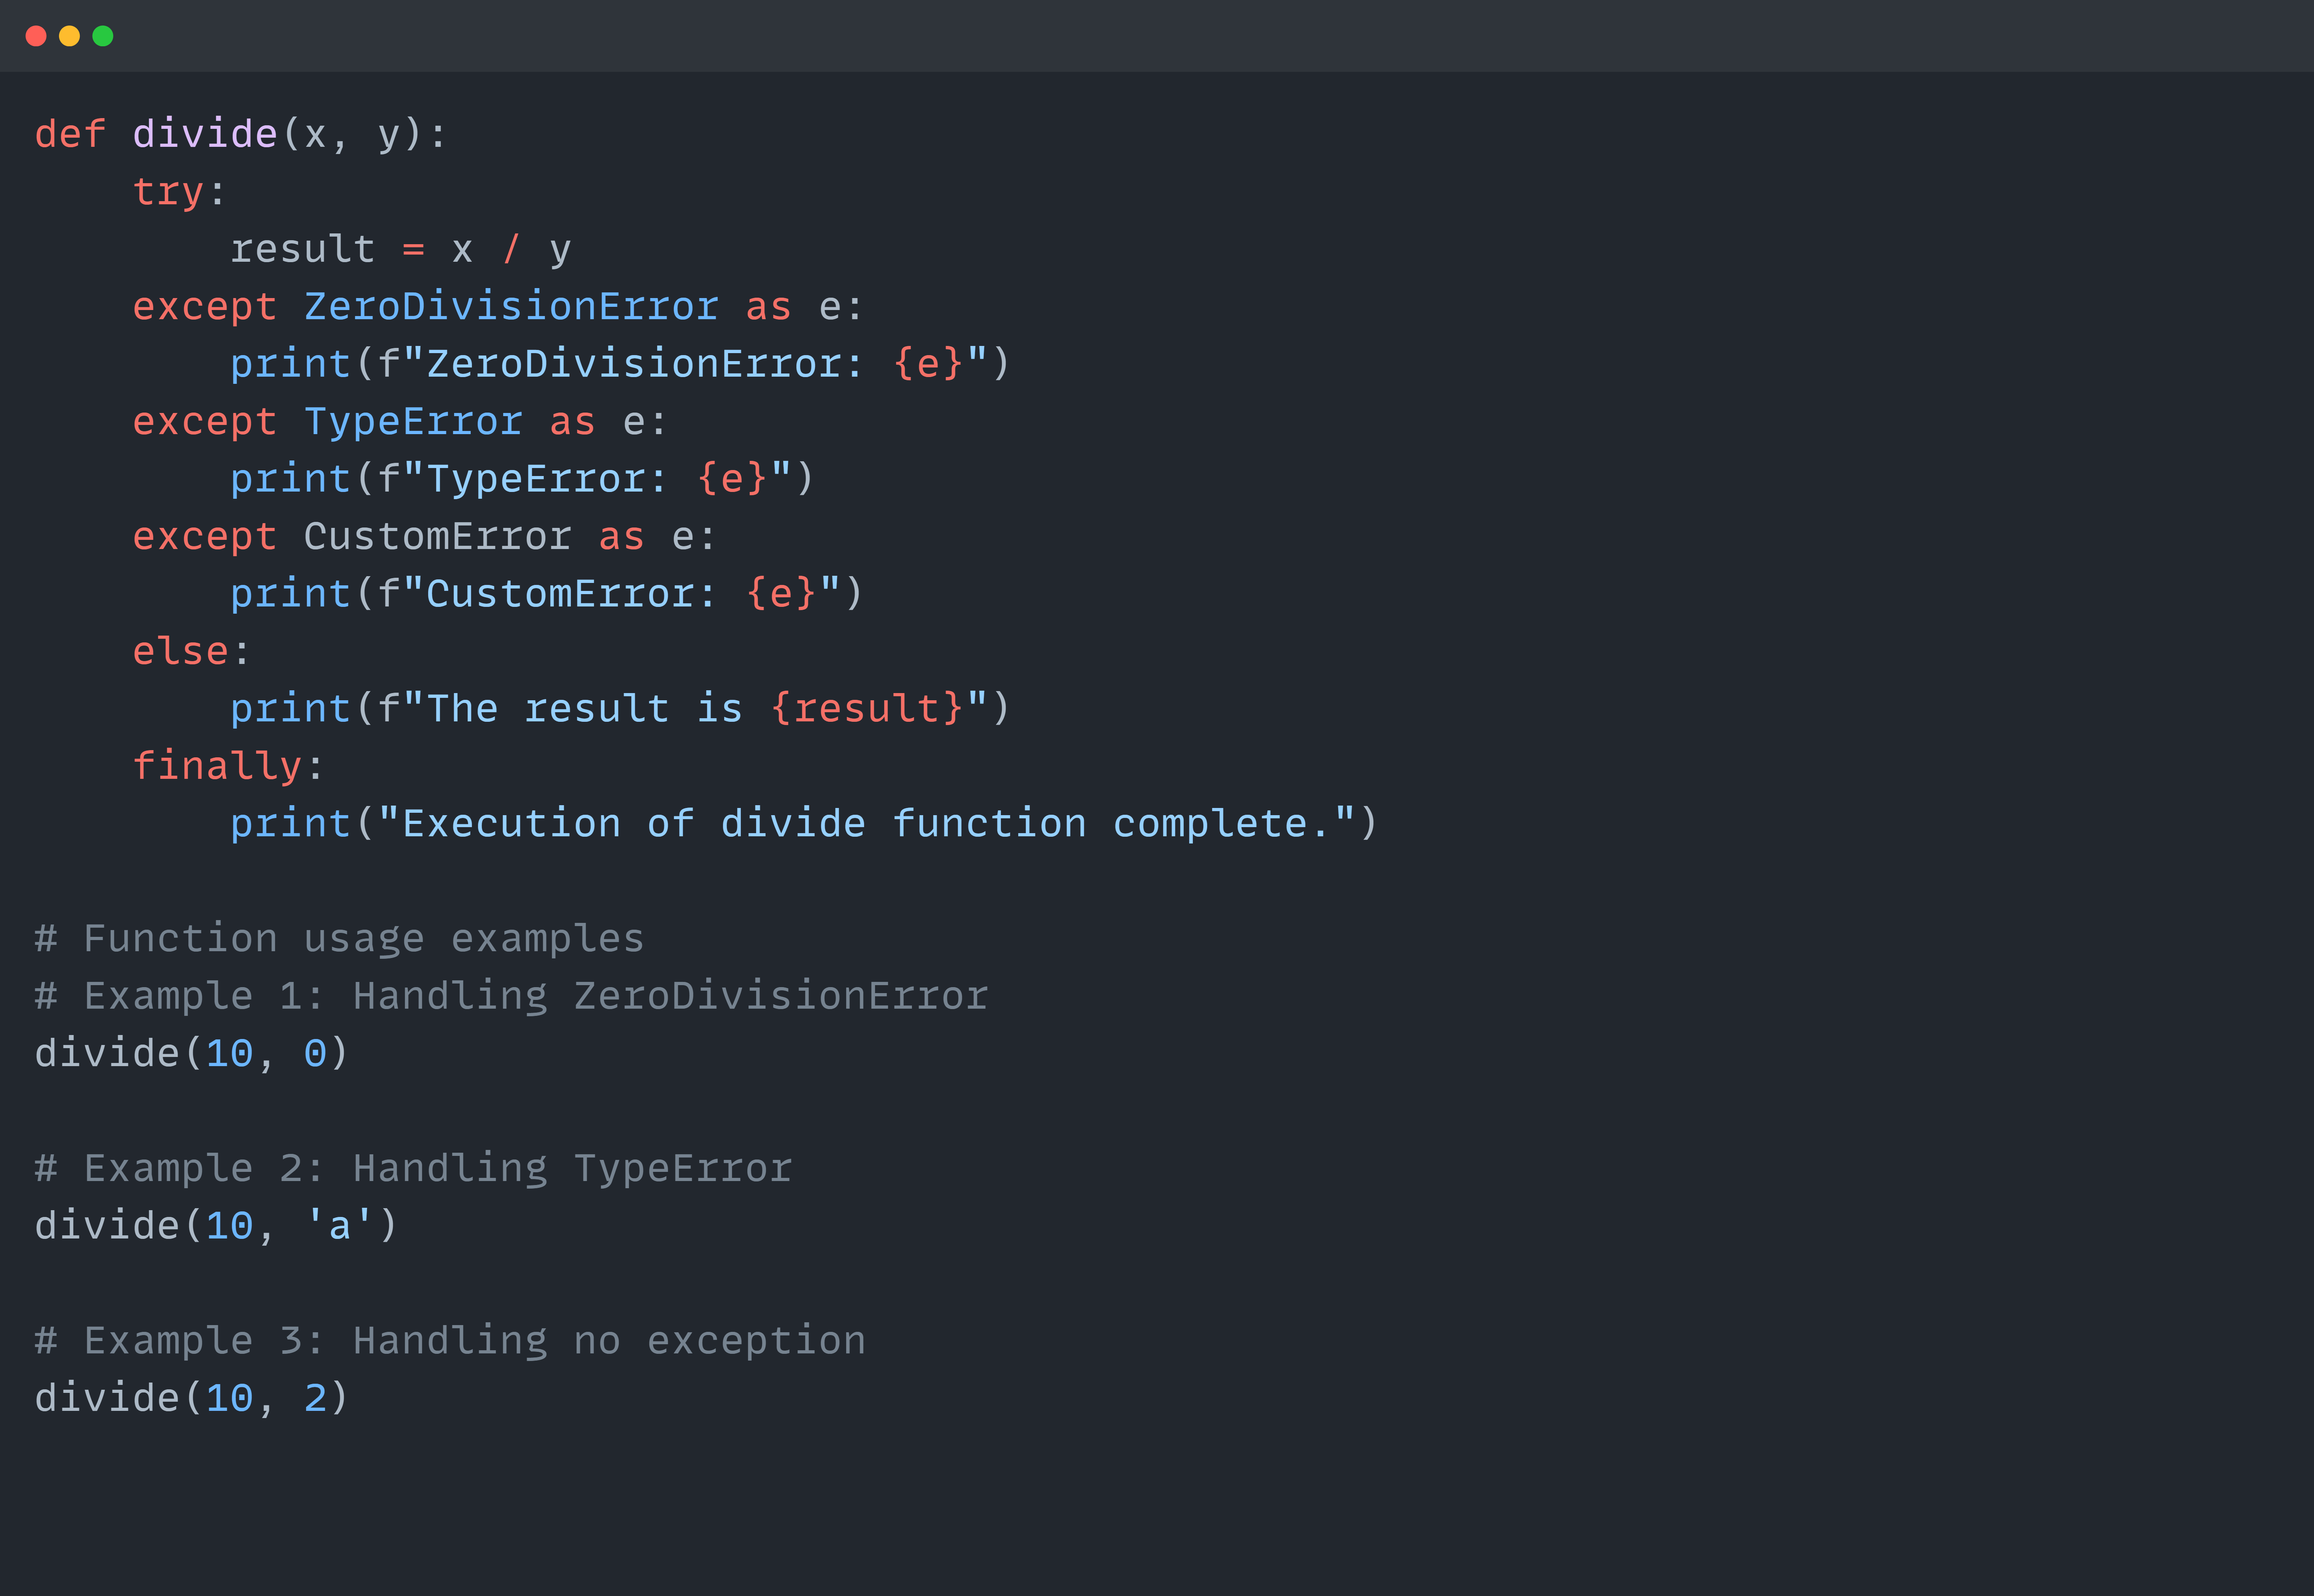 def divide(x, y):
    try:
        result = x / y
    except ZeroDivisionError as e:
        print(f"ZeroDivisionError: {e}")
    except TypeError as e:
        print(f"TypeError: {e}")
    except CustomError as e:
        print(f"CustomError: {e}")
    else:
        print(f"The result is {result}")
    finally:
        print("Execution of divide function complete.")

# Function usage examples
# Example 1: Handling ZeroDivisionError
divide(10, 0)

# Example 2: Handling TypeError
divide(10, 'a')

# Example 3: Handling no exception
divide(10, 2)